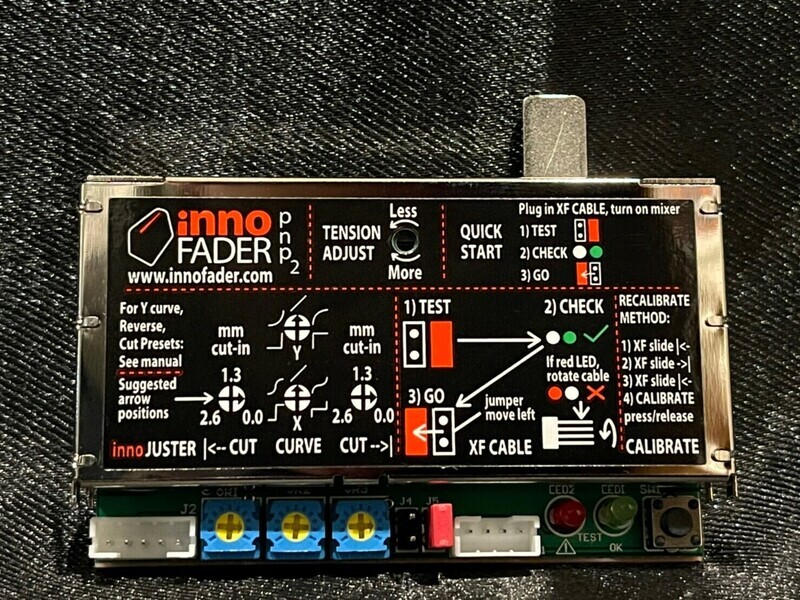 inno
FADER
pnp2
www.innofader.com
TENSION
ADJUST
Less
More
QUICK
START
Plug in XF CABLE, turn on mixer
1) TEST
2) CHECK
3) GO
For Y curve,
Reverse,
Cut Presets:
See manual
Suggested
arrow
positions
mm
cut-in
1.3
2.6 0.0
Y
X
mm
cut-in
1.3
2.6 0.0
innoJUSTER |<-- CUT CURVE CUT -->|
1) TEST
2) CHECK
If red LED,
rotate cable
3) GO
jumper
move left
XF CABLE
RECALIBRATE
METHOD:
1) XF slide |<-
2) XF slide ->|
3) XF slide |<-
4) CALIBRATE
press/release
CALIBRATE
J2
J4
J5
LED2
LED1
TEST
OK